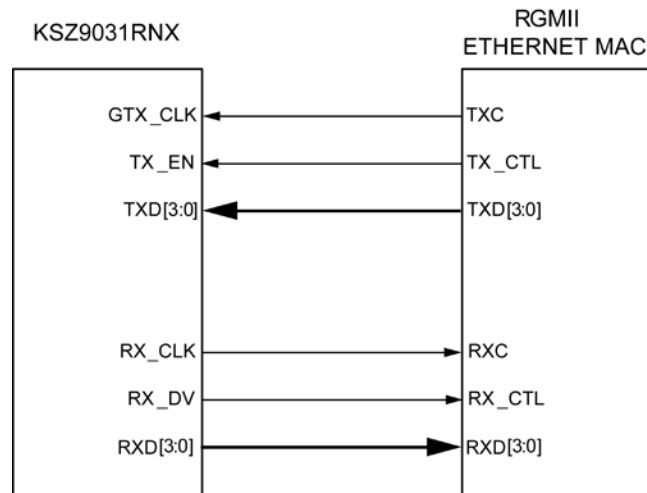 KSZ9031RNX
RGMII
ETHERNET MAC
GTX_CLK
TXC
TX_EN
TX_CTL
TXD[3:0]
TXD[3:0]
RX_CLK
RXC
RX_DV
RX_CTL
RXD[3:0]
RXD[3:0]